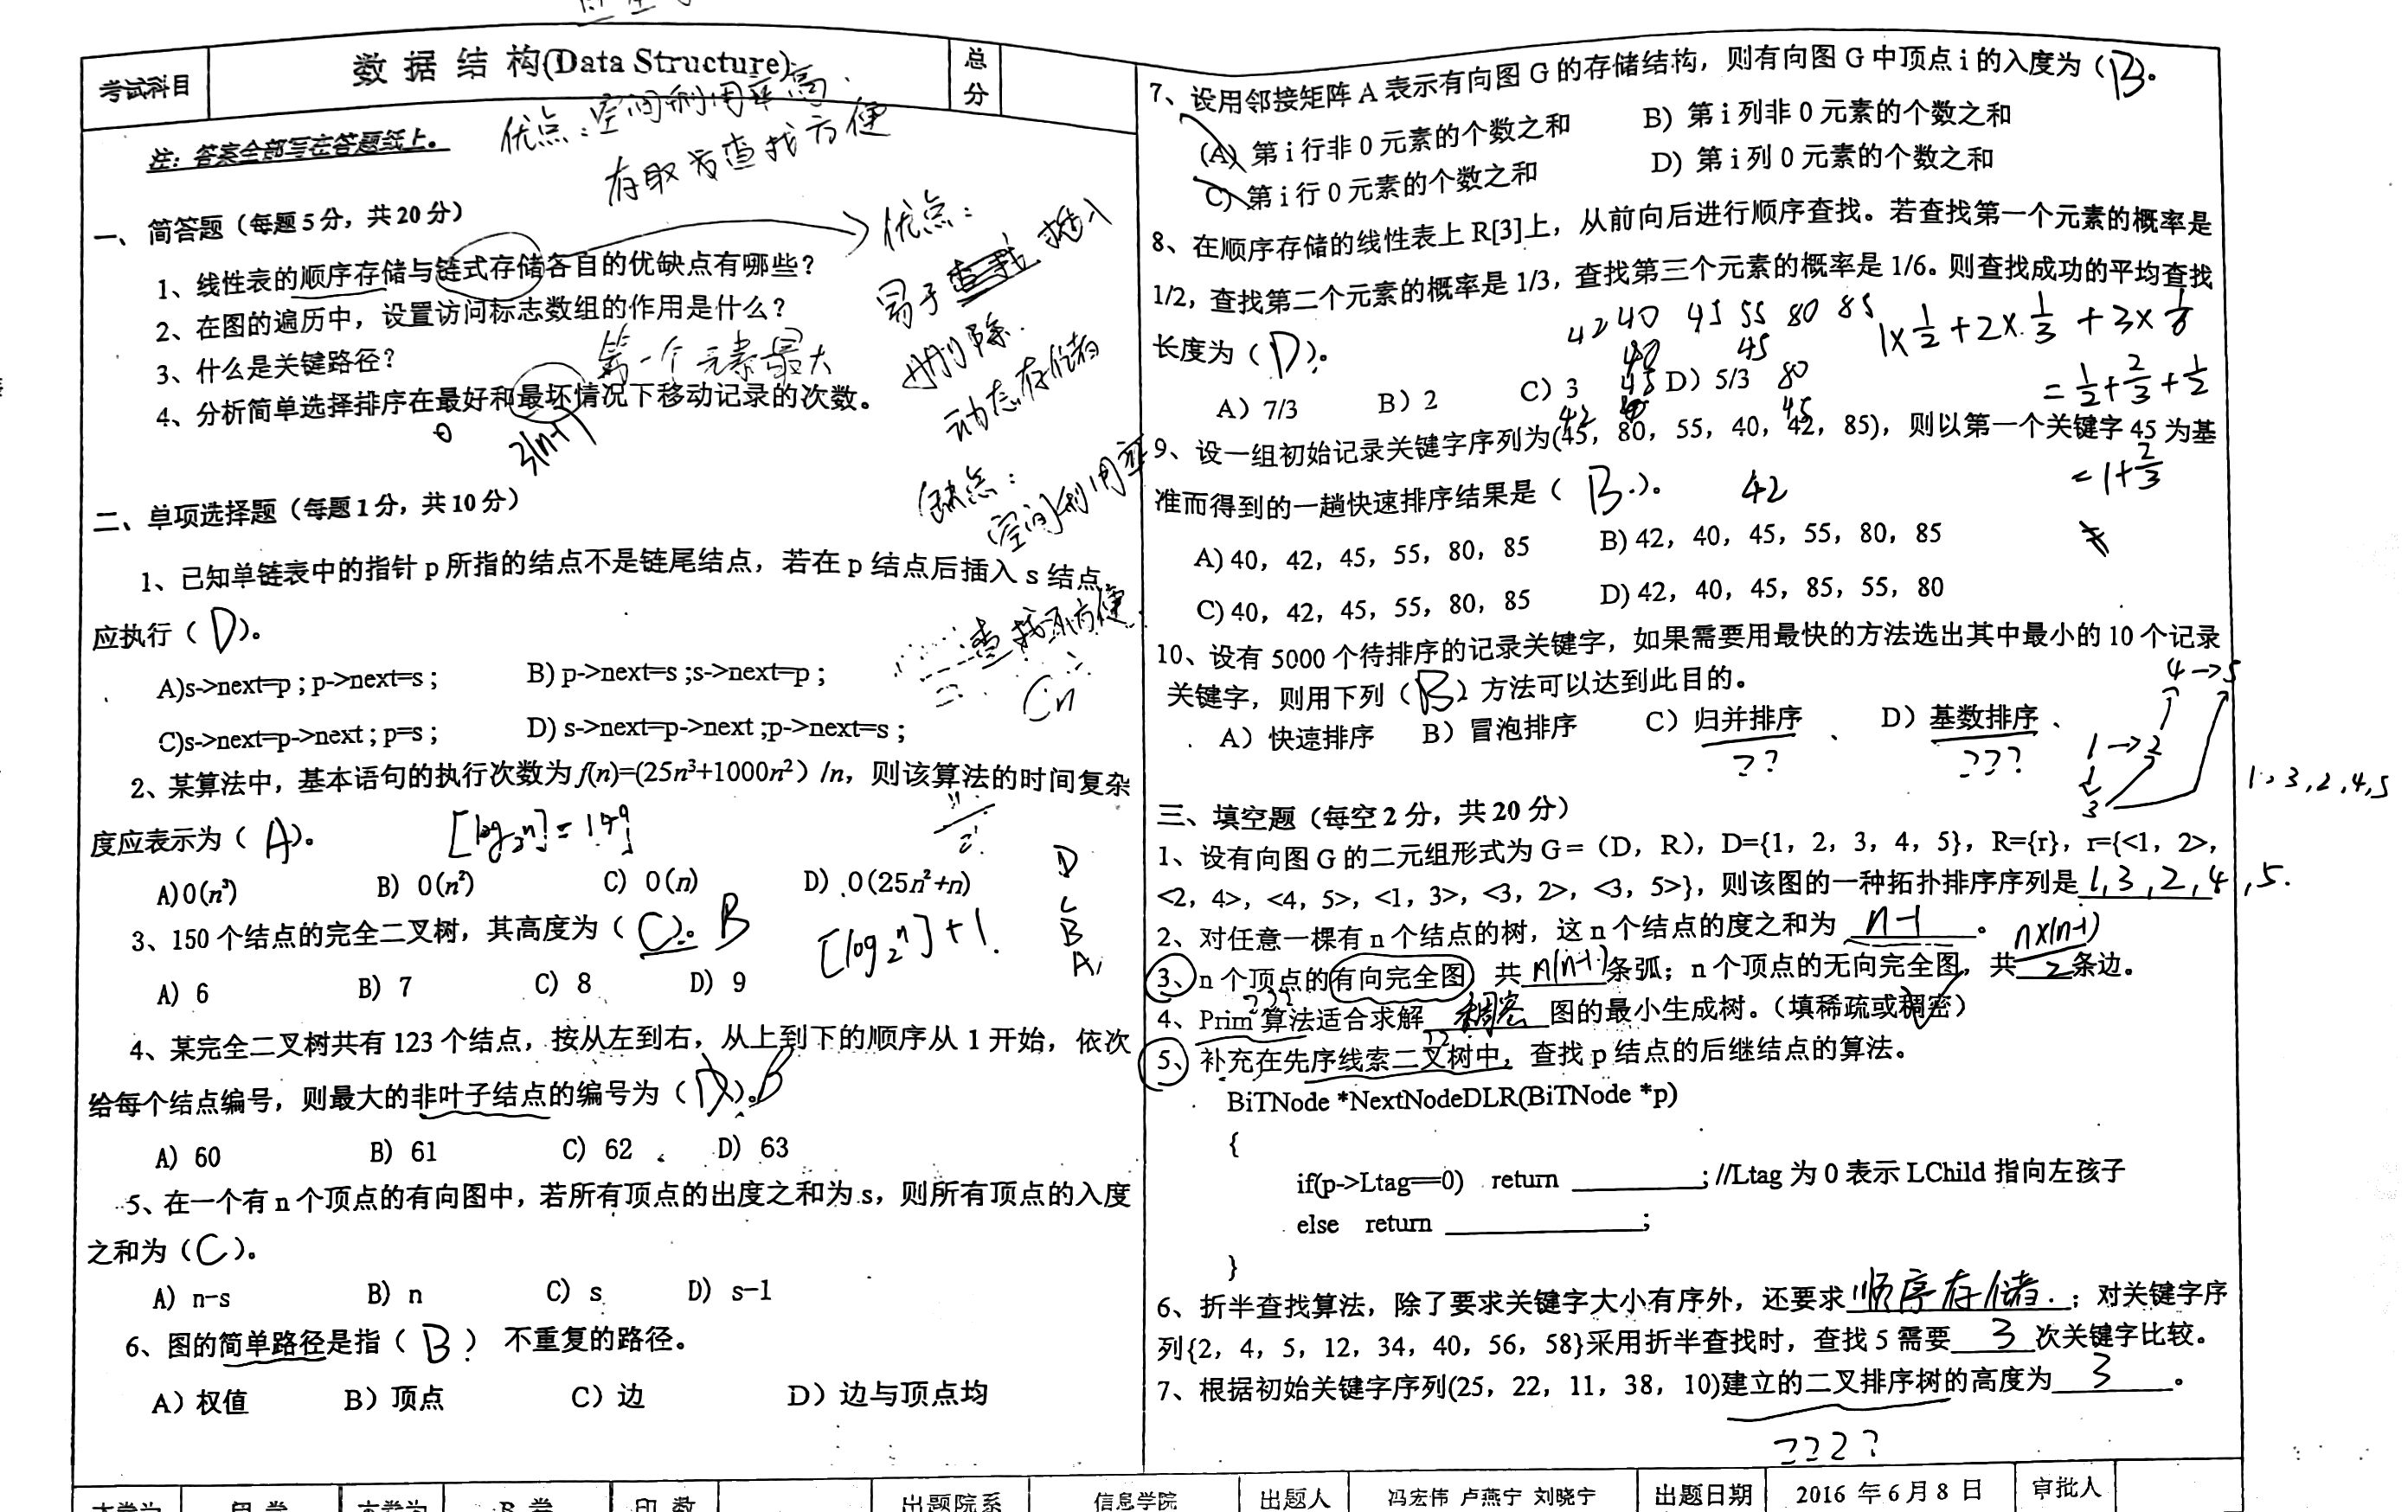 考试科目
数 据 结 构(Data Structure)
总分
优点：空间利用率高.
存取方查找方便
注：答案全部写在答题纸上。
一、 简答题（每题 5 分，共 20 分）
1、线性表的顺序存储与链式存储各自的优缺点有哪些？
2、在图的遍历中，设置访问标志数组的作用是什么？
3、什么是关键路径？
第一个元素最大
4、分析简单选择排序在最好和最坏情况下移动记录的次数。
0
3(n-1)
优点：
易于 插入
删除.
动态存储
缺点：
空间利用率
查找不方便.
二、单项选择题（每题 1 分，共 10 分）
1、已知单链表中的指针 p 所指的结点不是链尾结点，若在 p 结点后插入 s 结点
应执行（ D ）。
A)s->next=p ; p->next=s ;
B) p->next=s ;s->next=p ;
C)s->next=p->next ; p=s ;
D) s->next=p->next ;p->next=s ;
2、某算法中，基本语句的执行次数为 f(n)=(25n³+1000n²）/n，则该算法的时间复杂
度应表示为（ A ）。
A)O(n³)
B) O(n²)
C) O(n)
D) O(25n²+n)
3、150 个结点的完全二叉树，其高度为（ C ）。 B
[log₂n]+1.
D
C
B
A
A) 6
B) 7
C) 8
D) 9
4、某完全二叉树共有 123 个结点，按从左到右，从上到下的顺序从 1 开始，依次
给每个结点编号，则最大的非叶子结点的编号为（ D ）。B
A) 60
B) 61
C) 62
D) 63
5、在一个有 n 个顶点的有向图中，若所有顶点的出度之和为 s，则所有顶点的入度
之和为（ C ）。
A) n-s
B) n
C) s
D) s-1
6、图的简单路径是指（ B ） 不重复的路径。
A）权值
B）顶点
C）边
D）边与顶点均
7、设用邻接矩阵 A 表示有向图 G 的存储结构，则有向图 G 中顶点 i 的入度为（ B ）。
(A) 第 i 行非 0 元素的个数之和
B) 第 i 列非 0 元素的个数之和
C) 第 i 行 0 元素的个数之和
D) 第 i 列 0 元素的个数之和
8、在顺序存储的线性表上 R[3]上，从前向后进行顺序查找。若查找第一个元素的概率是
1/2，查找第二个元素的概率是 1/3，查找第三个元素的概率是 1/6。则查找成功的平均查找
42 40 45 55 80 85
1×1/2+2×1/3+3×1/6
长度为（ D ）。
A）7/3
B）2
C）3
D）5/3
=1/2+2/3+1/2
9、设一组初始记录关键字序列为(45，80，55，40，42，85)，则以第一个关键字 45 为基
准而得到的一趟快速排序结果是（ B ）。
42
=1+2/3
A) 40，42，45，55，80，85
B) 42，40，45，55，80，85
C) 40，42，45，55，80，85
D) 42，40，45，85，55，80
10、设有 5000 个待排序的记录关键字，如果需要用最快的方法选出其中最小的 10 个记录
关键字，则用下列（ B ）方法可以达到此目的。
A）快速排序
B）冒泡排序
C）归并排序
D）基数排序
??
???
4→5
1→2
3
1,3,2,4,5
三、填空题（每空 2 分，共 20 分）
1、设有向图 G 的二元组形式为 G =（D，R），D={1，2，3，4，5}，R={r}，r={<1，2>，
<2，4>，<4，5>，<1，3>，<3，2>，<3，5>}，则该图的一种拓扑排序序列是 1,3,2,4,5.
2、对任意一棵有 n 个结点的树，这 n 个结点的度之和为 n-1 。
3、n 个顶点的有向完全图 共 n(n-1) 条弧；n 个顶点的无向完全图，共 n×(n-1)/2 条边。
???
4、Prim 算法适合求解 稠密 图的最小生成树。（填稀疏或稠密）
5、补充在先序线索二叉树中，查找 p 结点的后继结点的算法。
BiTNode *NextNodeDLR(BiTNode *p)
{
if(p->Ltag==0) return ____; //Ltag 为 0 表示 LChild 指向左孩子
else return ____;
}
6、折半查找算法，除了要求关键字大小有序外，还要求 顺序存储. ；对关键字序
列{2，4，5，12，34，40，56，58}采用折半查找时，查找 5 需要 3 次关键字比较。
7、根据初始关键字序列(25，22，11，38，10)建立的二叉排序树的高度为 3 。
????
出题院系
信息学院
出题人
冯宏伟 卢燕宁 刘晓宁
出题日期
2016 年 6 月 8 日
审批人